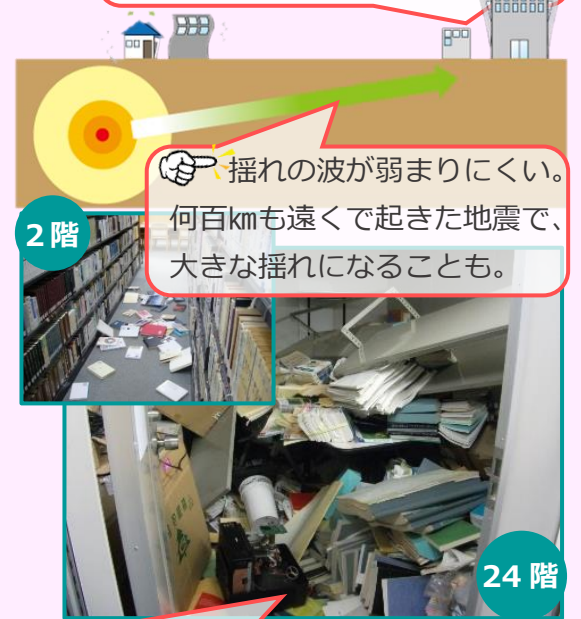 揺れの波が弱まりにくい。
何百㎞も遠くで起きた地震で、
大きな揺れになることも。
2階
24階